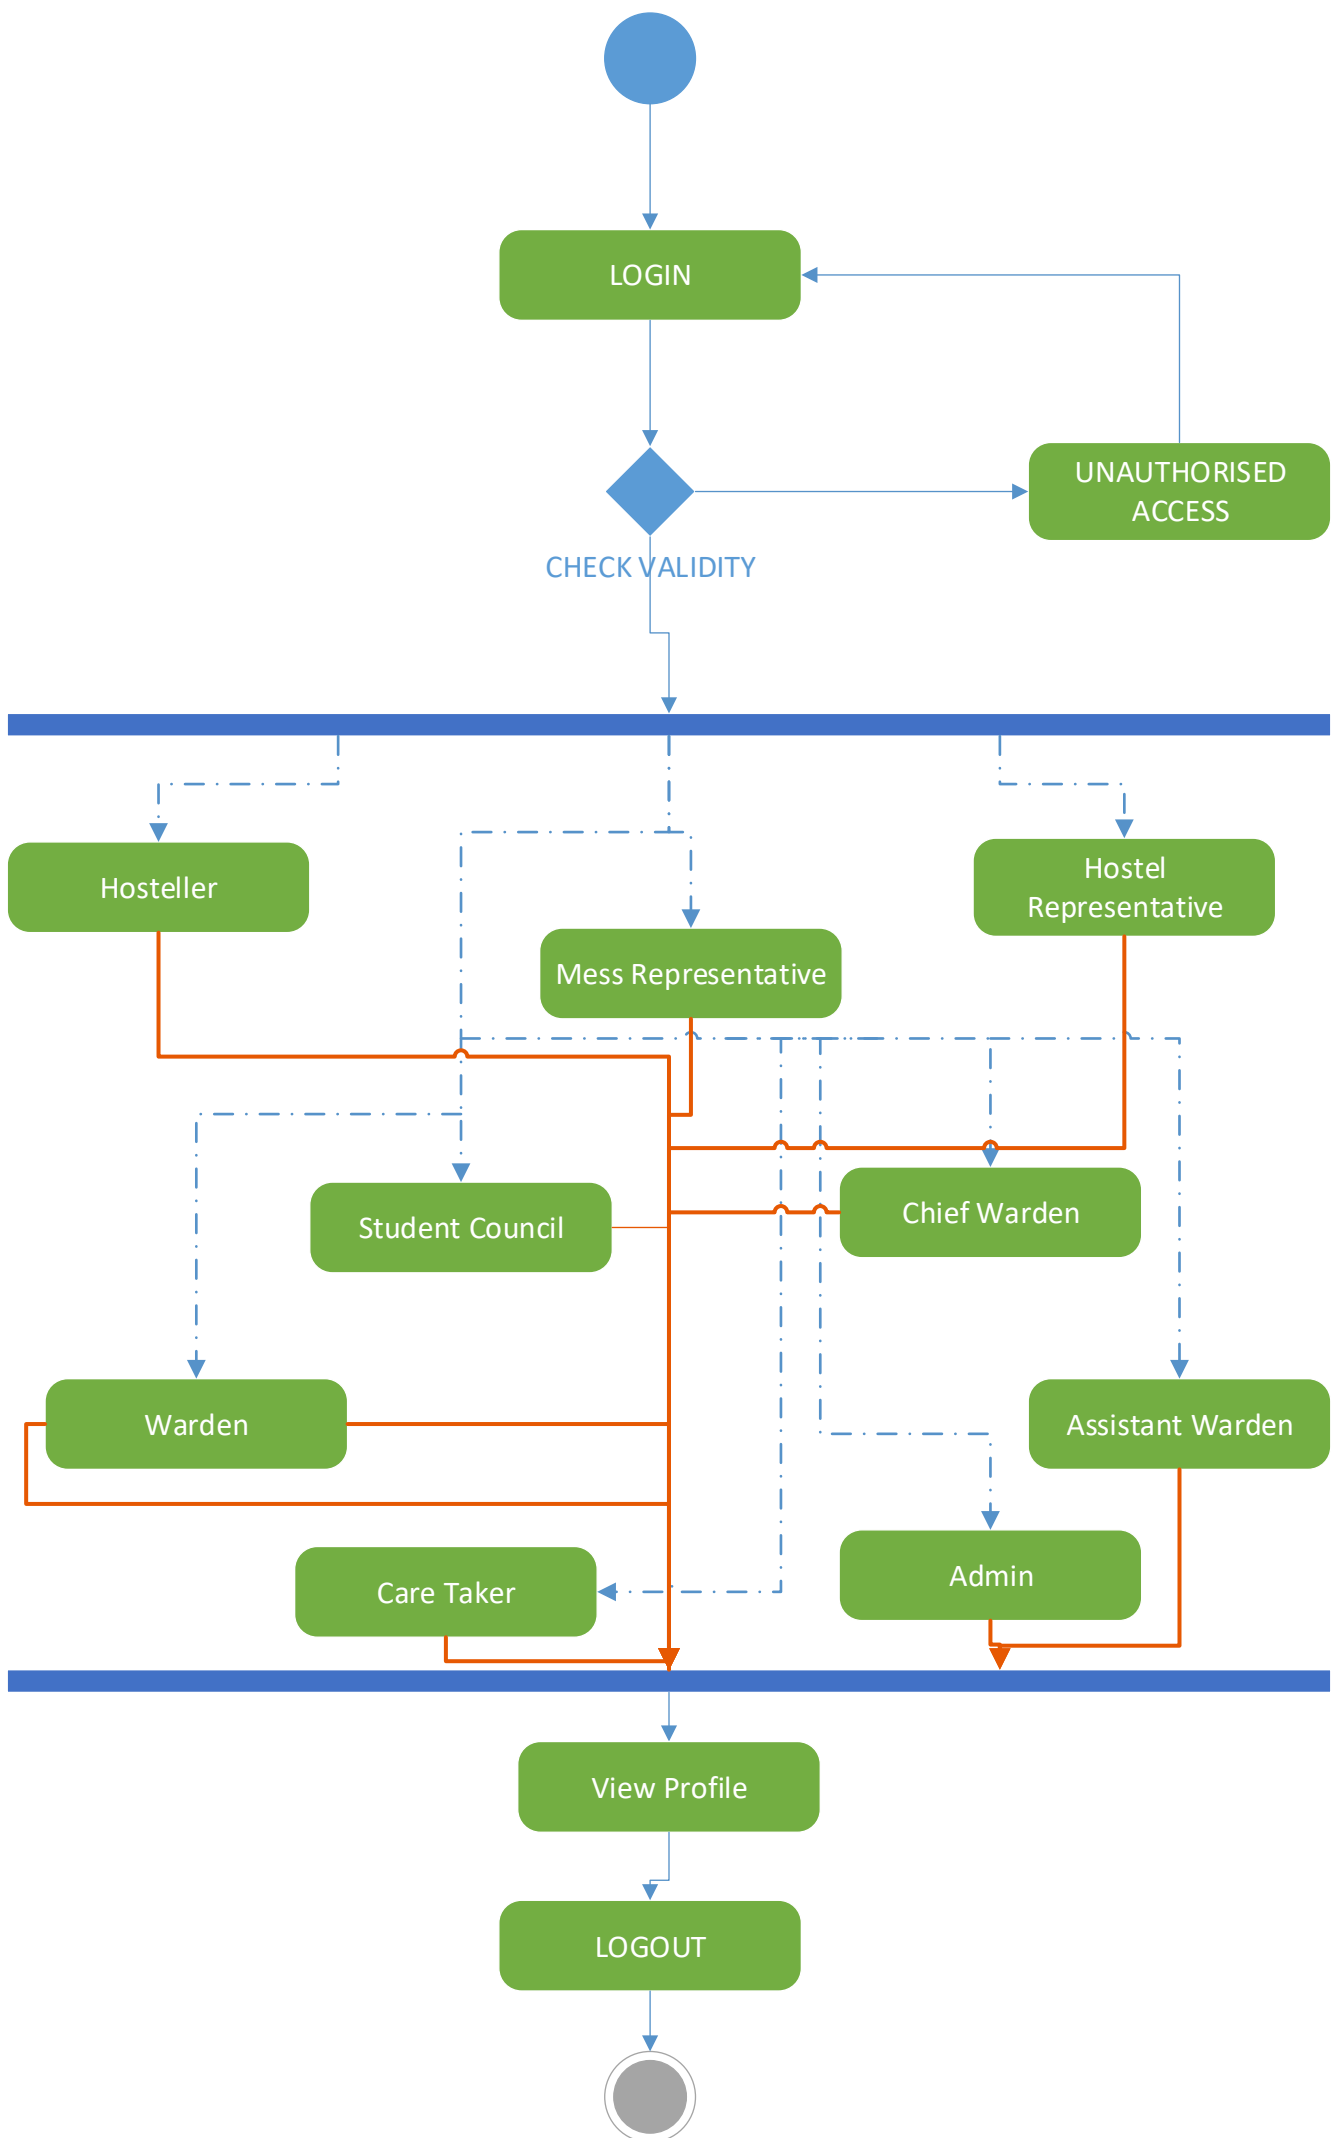 LOGIN
UNAUTHORISED
ACCESS
CHECK VALIDITY
Hosteller
Hostel
Representative
Mess Representative
Student Council
Chief Warden
Warden
Assistant Warden
Care Taker
Admin
View Profile
LOGOUT